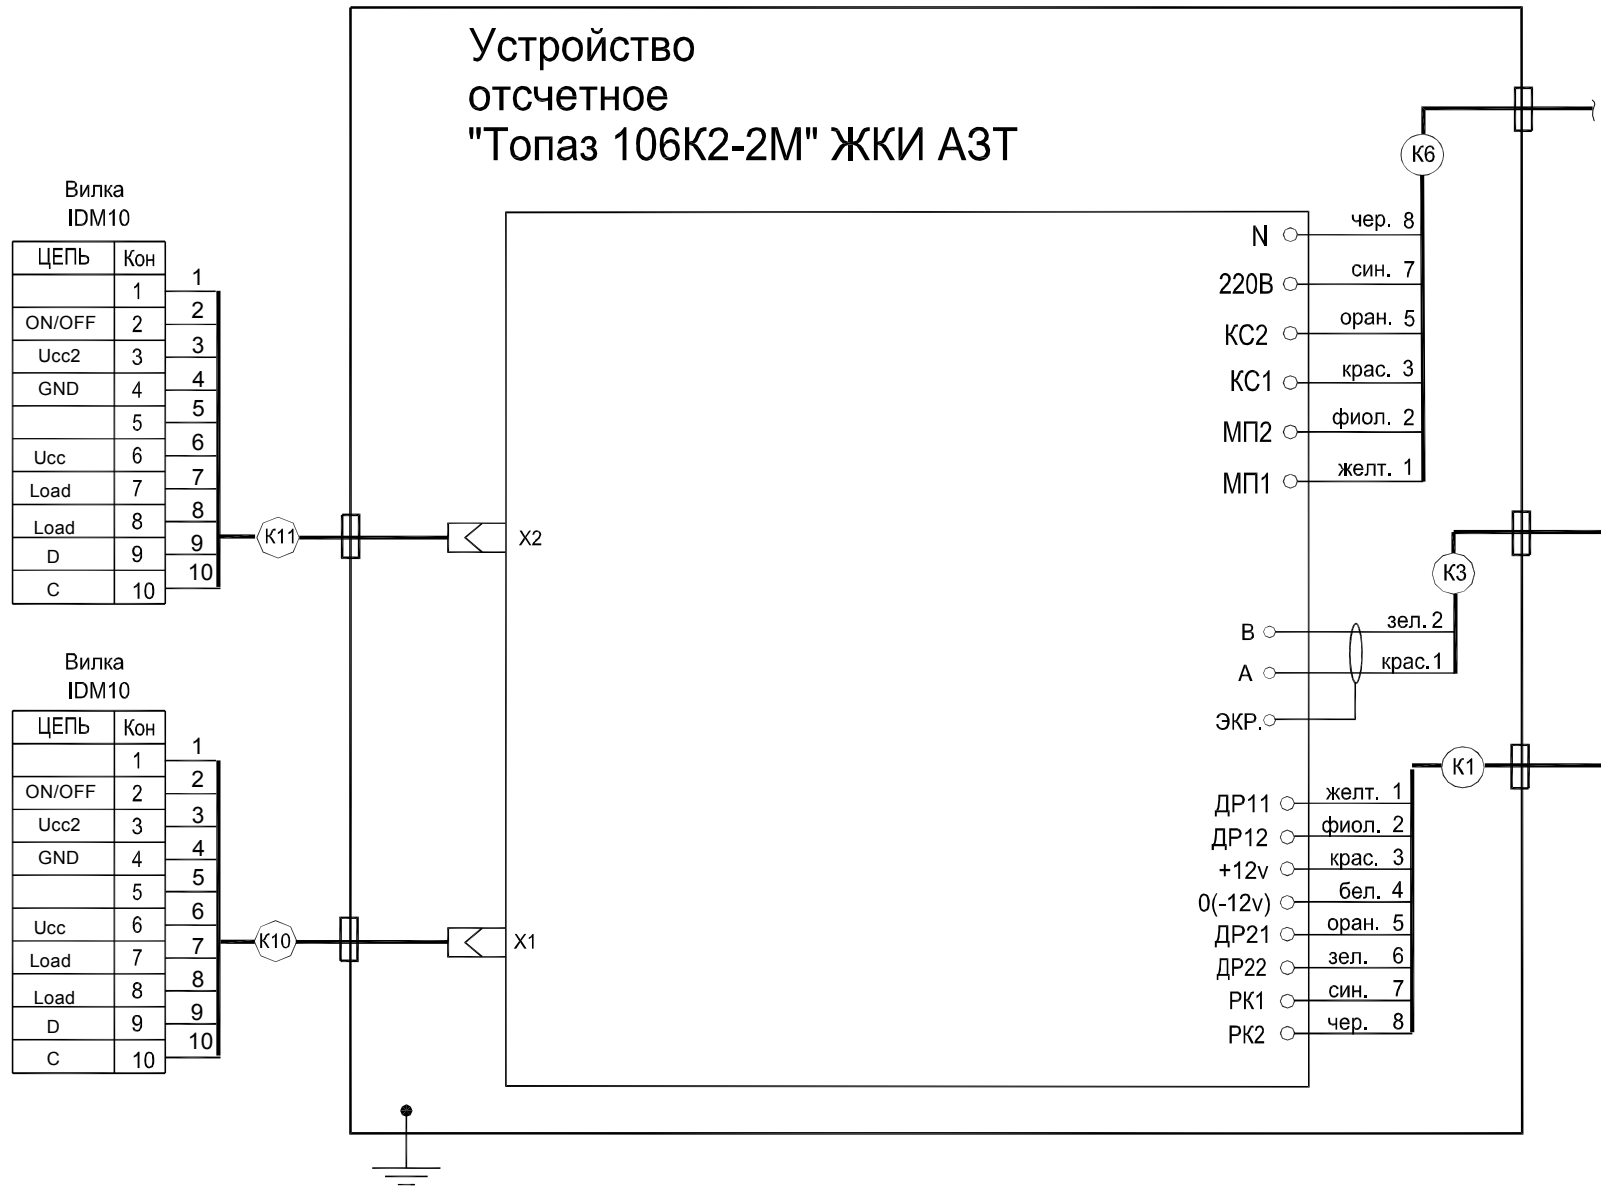 Устройство
отсчетное
"Топаз 106К2-2М" ЖКИ АЗТ
Вилка
IDM10
ЦЕПЬ Кон
1 1
ON/OFF 2 2
Ucc2 3 3
GND 4 4
5 5
Ucc 6 6
Load 7 7
Load 8 8
D 9 9
C 10 10
К11
X2
Вилка
IDM10
ЦЕПЬ Кон
1 1
ON/OFF 2 2
Ucc2 3 3
GND 4 4
5 5
Ucc 6 6
Load 7 7
Load 8 8
D 9 9
C 10 10
К10
X1
К6
N чер. 8
220В син. 7
КС2 оран. 5
КС1 крас. 3
МП2 фиол. 2
МП1 желт. 1
К3
В зел. 2
А крас. 1
ЭКР.
К1
ДР11 желт. 1
ДР12 фиол. 2
+12v крас. 3
0(-12v) бел. 4
ДР21 оран. 5
ДР22 зел. 6
РК1 син. 7
РК2 чер. 8